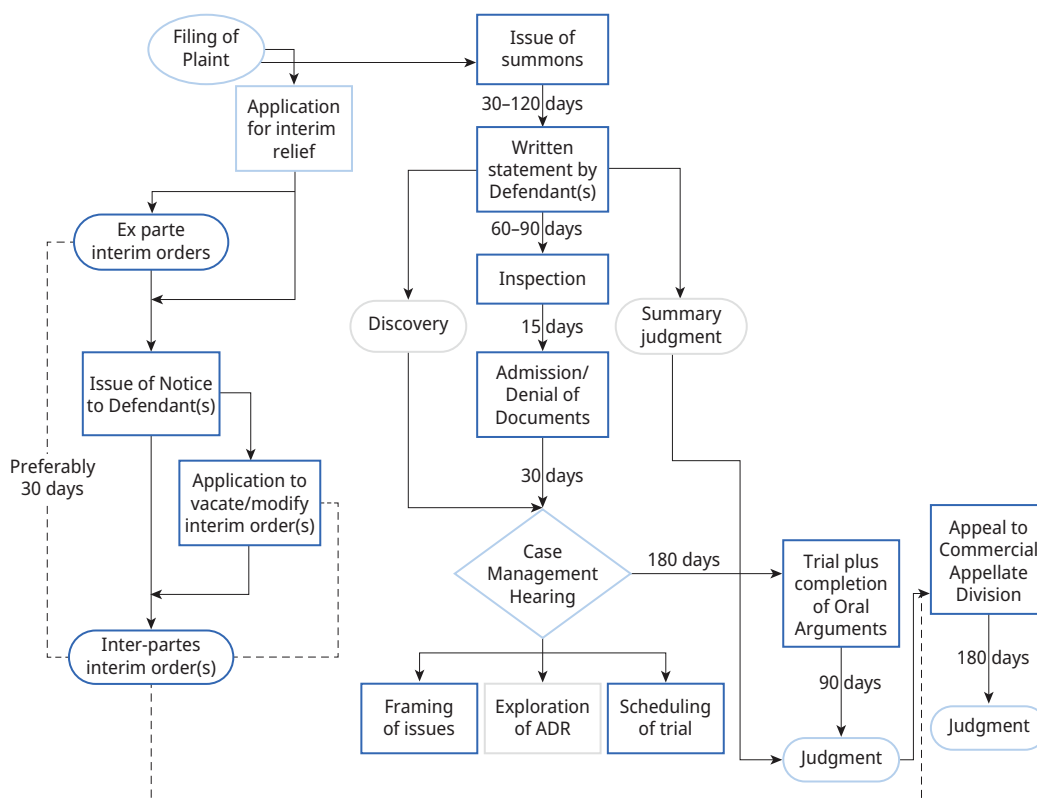 Filing of
Plaint
Issue of
summons
Application
for interim
relief
30–120 days
Written
statement by
Defendant(s)
Ex parte
interim orders
60–90 days
Inspection
Discovery
15 days
Summary
judgment
Issue of Notice
to Defendant(s)
Admission/
Denial of
Documents
Preferably
30 days
Application to
vacate/modify
interim order(s)
30 days
Case
Management
Hearing
180 days
Trial plus
completion
of Oral
Arguments
Appeal to
Commercial
Appellate
Division
Inter-partes
interim order(s)
180 days
90 days
Framing
of issues
Exploration
of ADR
Scheduling
of trial
Judgment
Judgment